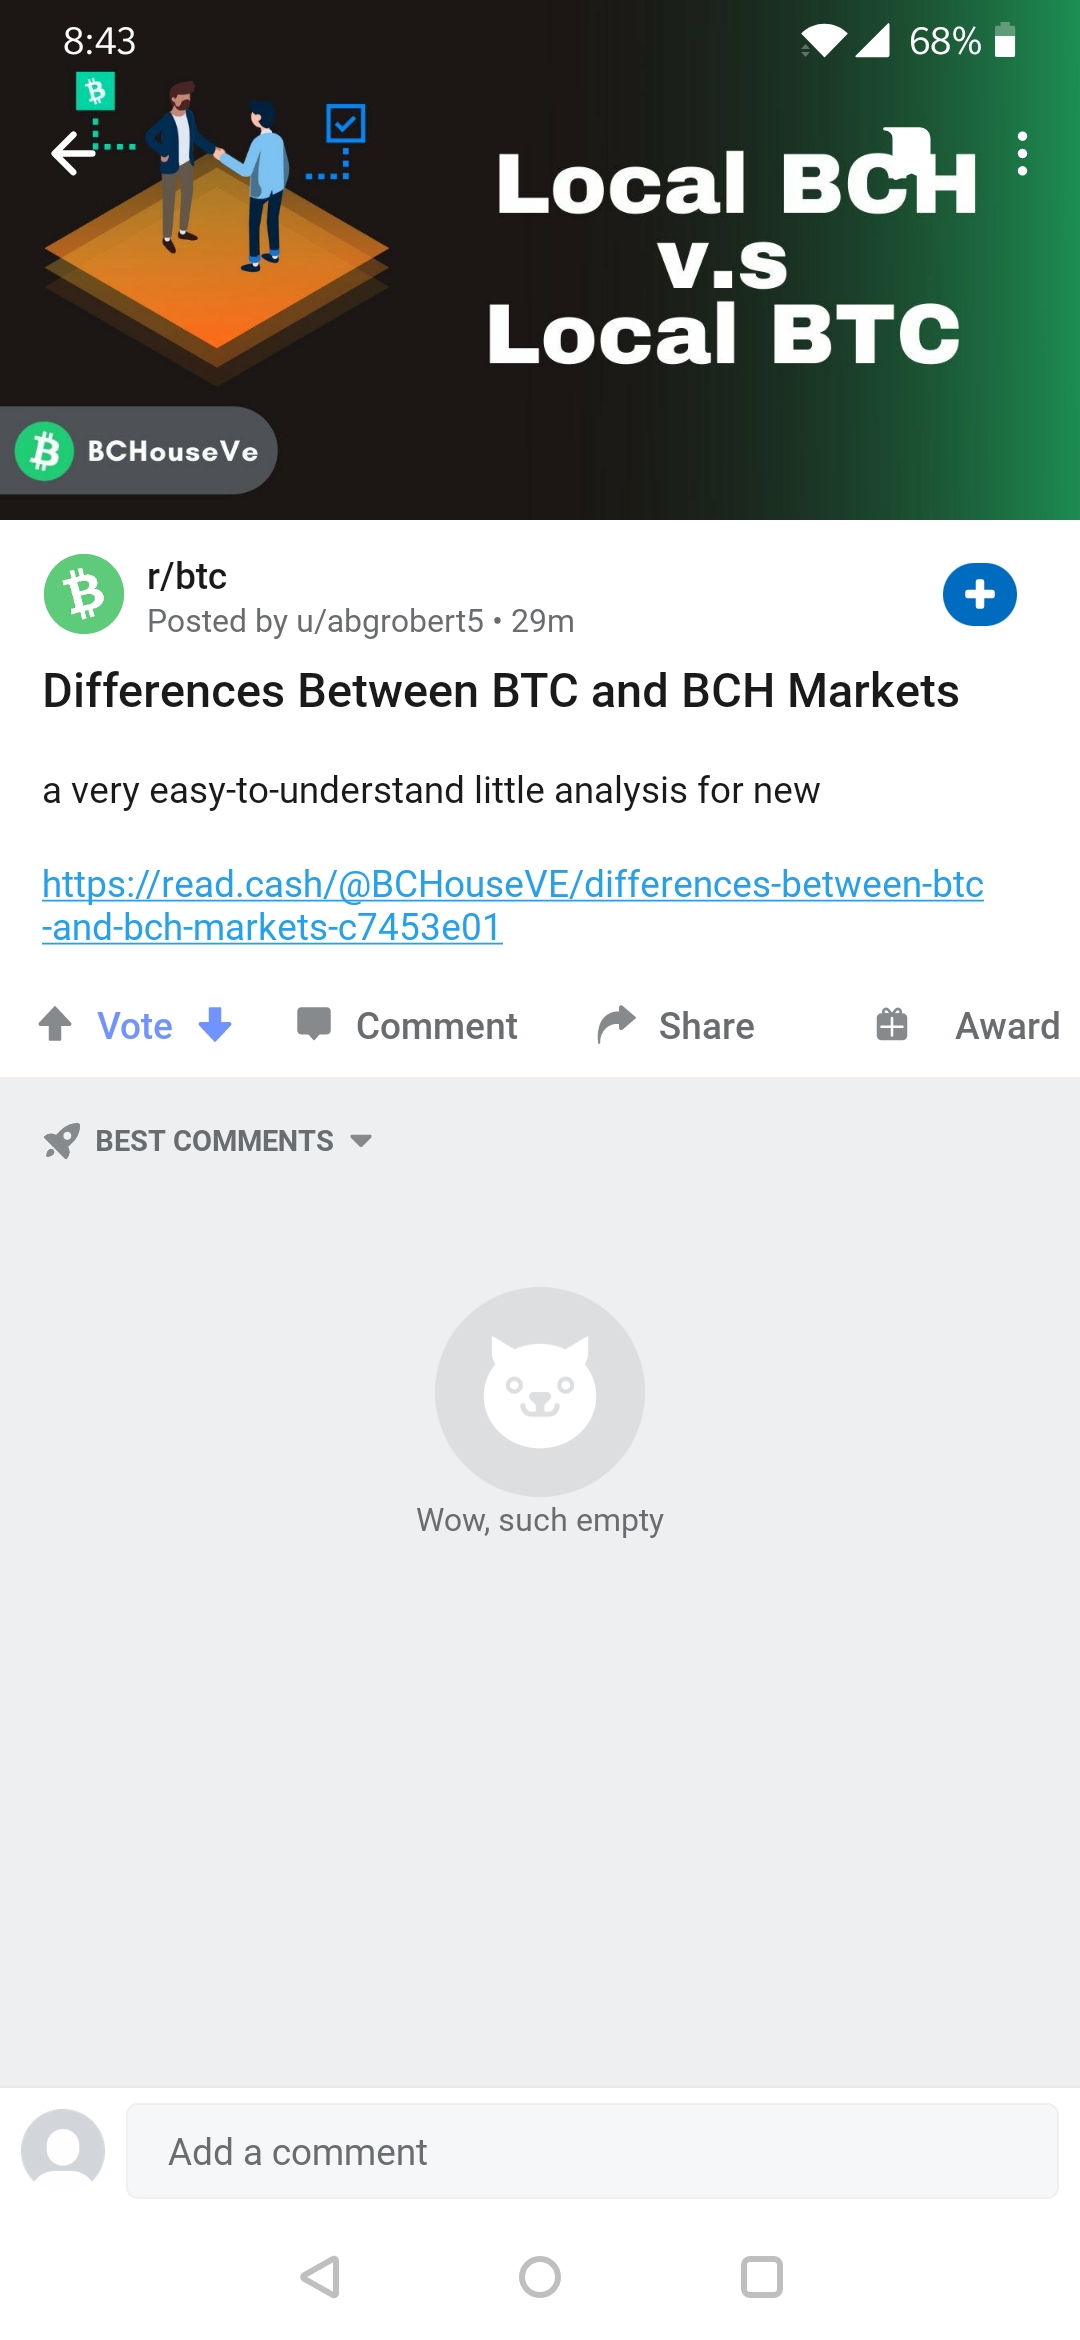 8:43
68%
Local BCH
v.s
Local BTC
BCHouseVe
r/btc
Posted by u/abgrobert5 • 29m
Differences Between BTC and BCH Markets
a very easy-to-understand little analysis for new
https://read.cash/@BCHouseVE/differences-between-btc
-and-bch-markets-c7453e01
Vote
Comment
Share
Award
BEST COMMENTS
Wow, such empty
Add a comment